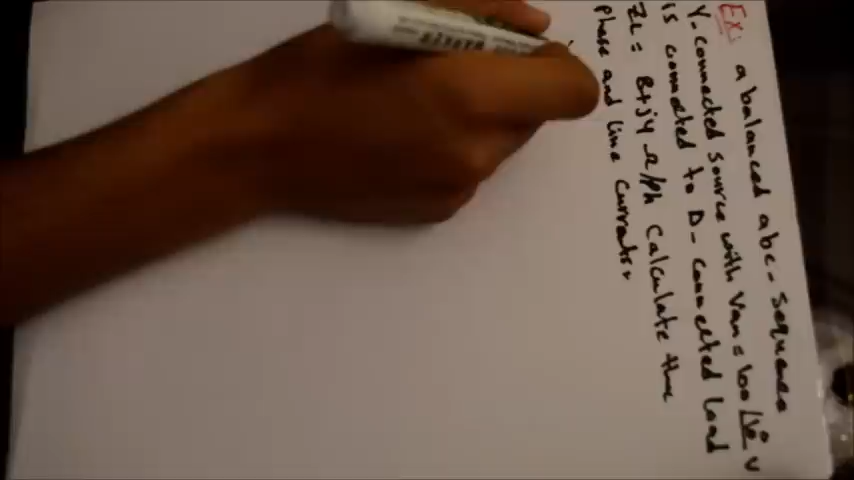 EX: a balanced abc-sequence
Y-connected source with Van = 100 /10° v
is connected to D-connected load
ZL = 8+j4 Ω/ph Calculate the
phase and line currents.